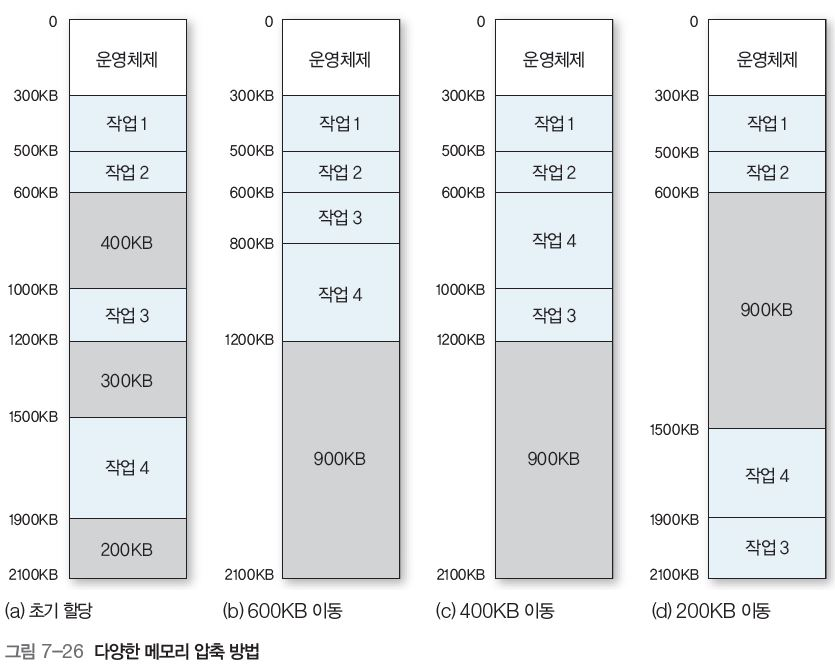 0
운영체제
300KB
작업 1
500KB
작업 2
600KB
400KB
1000KB
작업 3
1200KB
300KB
1500KB
작업 4
1900KB
200KB
2100KB
(a) 초기 할당
0
운영체제
300KB
작업 1
500KB
작업 2
600KB
작업 3
800KB
작업 4
1200KB
900KB
2100KB
(b) 600KB 이동
0
운영체제
300KB
작업 1
500KB
작업 2
600KB
작업 4
1000KB
작업 3
1200KB
900KB
2100KB
(c) 400KB 이동
0
운영체제
300KB
작업 1
500KB
작업 2
600KB
900KB
1500KB
작업 4
1900KB
작업 3
2100KB
(d) 200KB 이동
그림 7-26 다양한 메모리 압축 방법